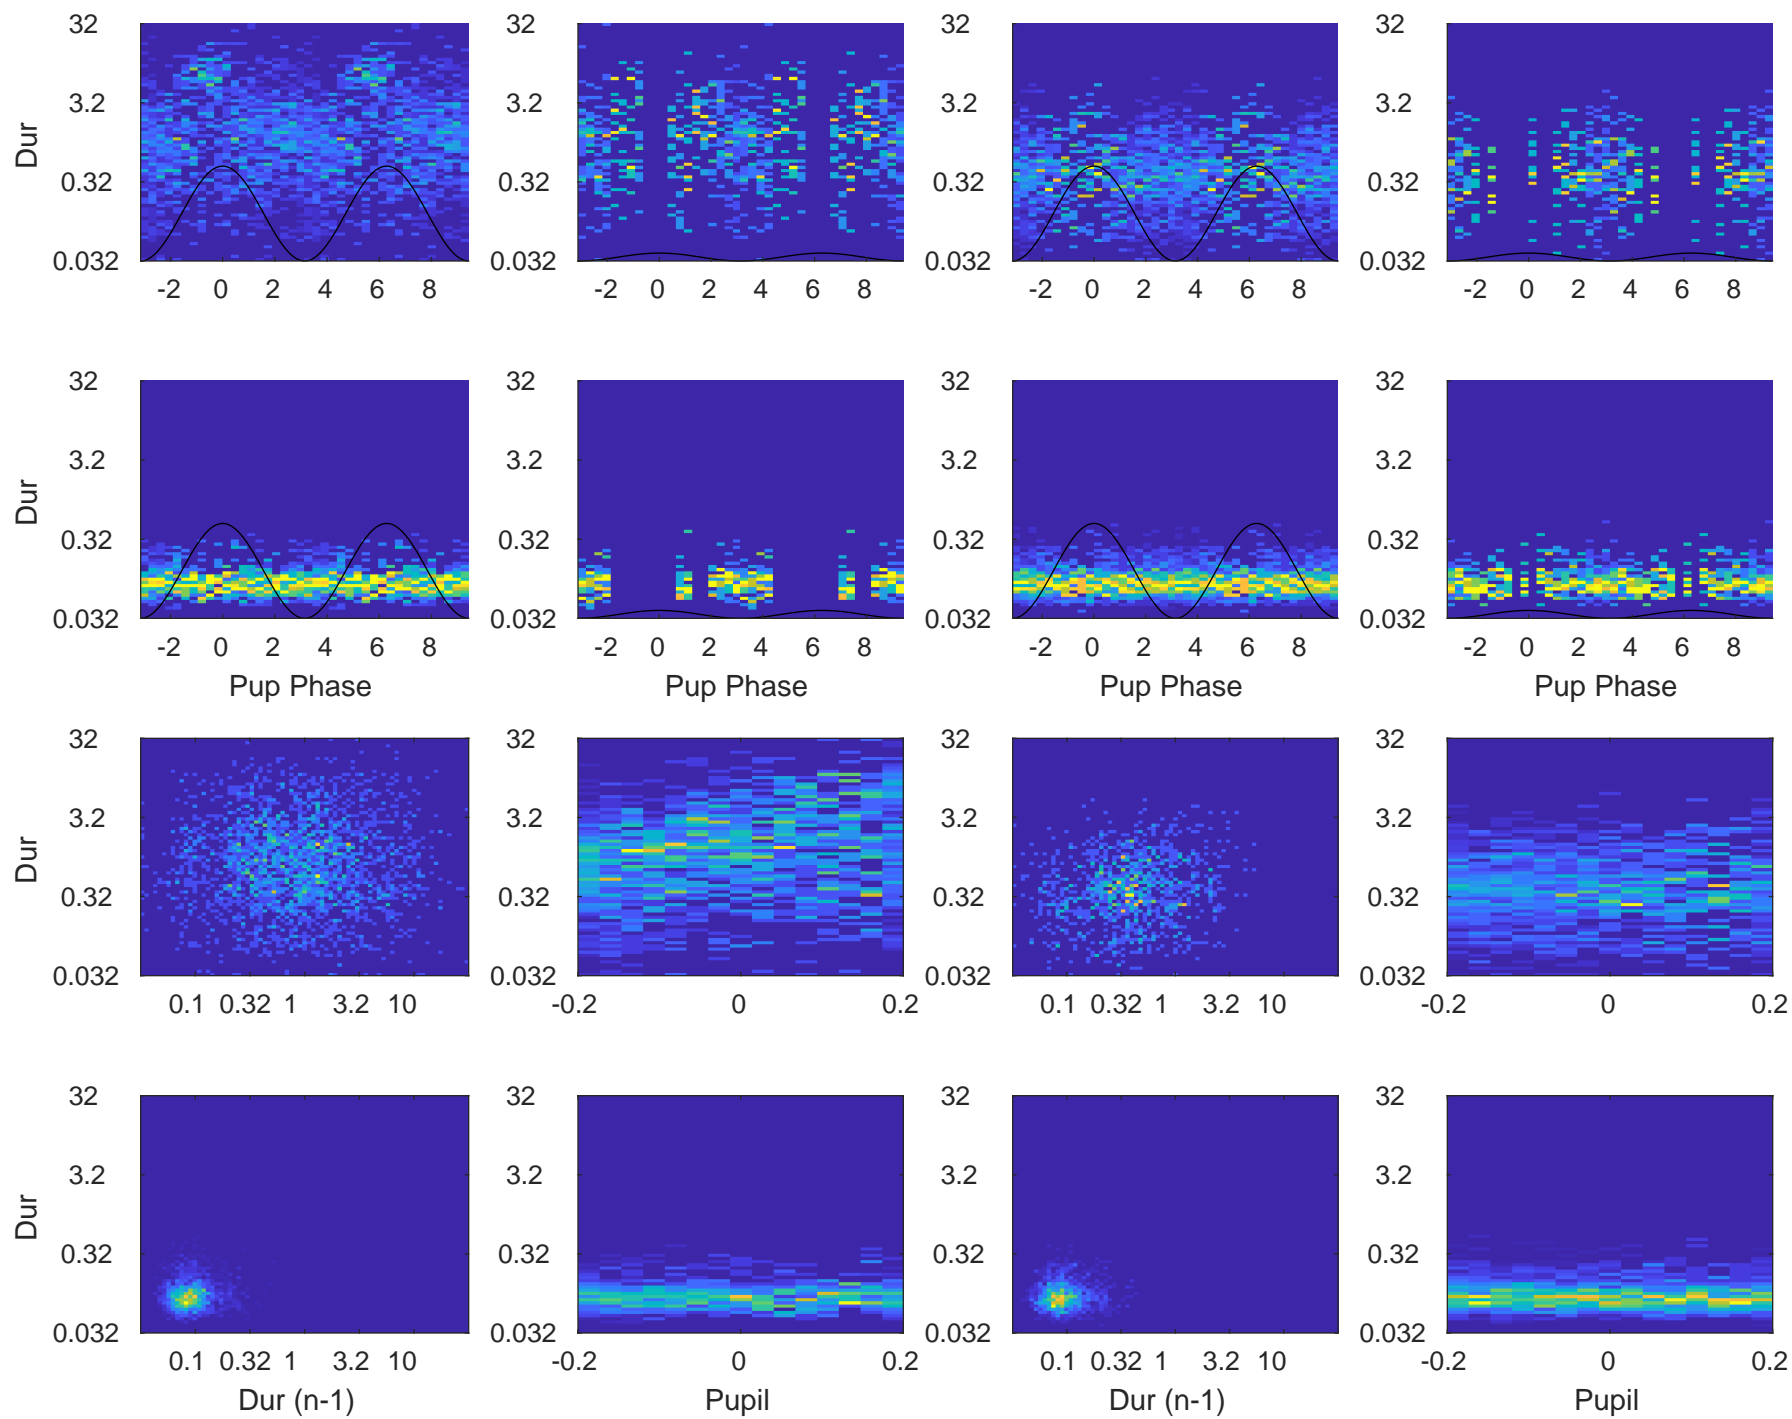 32 32 32 32
3.2 3.2 3.2 3.2
Dur
0.32 0.32 0.32 0.32
0.032 0.032 0.032 0.032
-2 0 2 4 6 8 -2 0 2 4 6 8 -2 0 2 4 6 8 -2 0 2 4 6 8
32 32 32 32
3.2 3.2 3.2 3.2
Dur
0.32 0.32 0.32 0.32
0.032 0.032 0.032 0.032
-2 0 2 4 6 8 -2 0 2 4 6 8 -2 0 2 4 6 8 -2 0 2 4 6 8
Pup Phase Pup Phase Pup Phase Pup Phase
32 32 32 32
3.2 3.2 3.2 3.2
Dur
0.32 0.32 0.32 0.32
0.032 0.032 0.032 0.032
0.1 0.32 1 3.2 10 -0.2 0 0.2 0.1 0.32 1 3.2 10 -0.2 0 0.2
32 32 32 32
3.2 3.2 3.2 3.2
Dur
0.32 0.32 0.32 0.32
0.032 0.032 0.032 0.032
0.1 0.32 1 3.2 10 -0.2 0 0.2 0.1 0.32 1 3.2 10 -0.2 0 0.2
Dur (n-1) Pupil Dur (n-1) Pupil